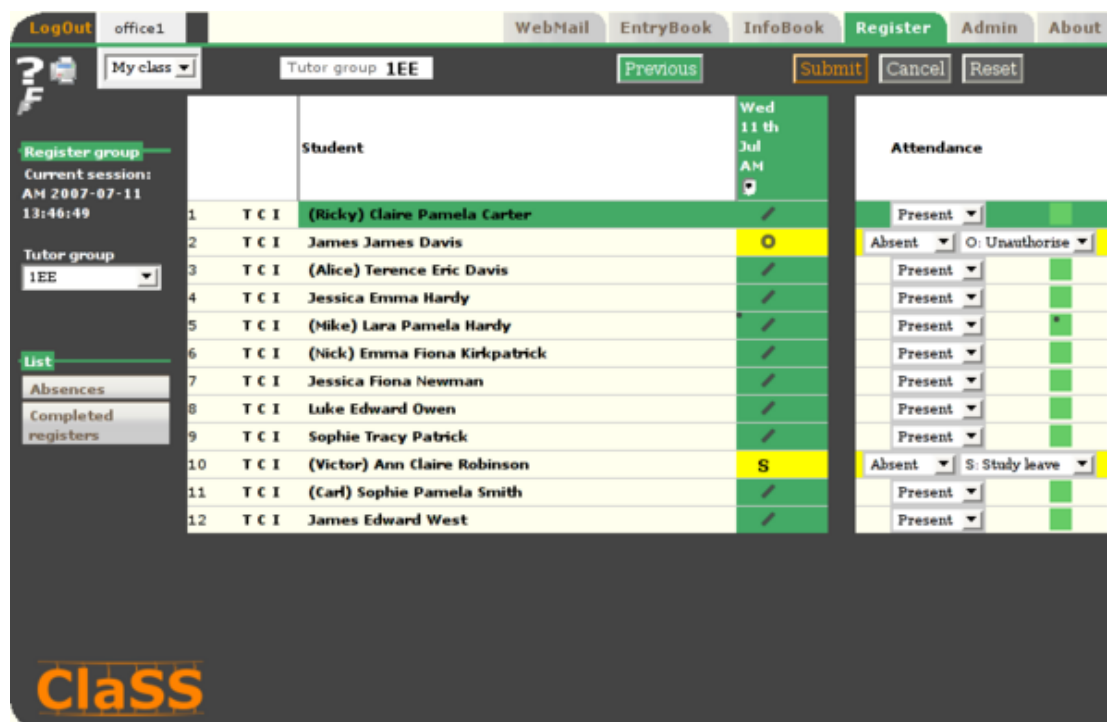 LogOut office1 WebMail EntryBook InfoBook Register Admin About
? My class Tutor group 1EE Previous Submit Cancel Reset
F
Register group
Current session:
AM 2007-07-11
13:46:49
Tutor group
1EE
List
Absences
Completed
registers
Student Wed Attendance
11 th
Jul
AM
1 T C I (Ricky) Claire Pamela Carter / Present
2 T C I James James Davis O Absent O: Unauthorise
3 T C I (Alice) Terence Eric Davis / Present
4 T C I Jessica Emma Hardy / Present
5 T C I (Mike) Lara Pamela Hardy / Present
6 T C I (Nick) Emma Fiona Kirkpatrick / Present
7 T C I Jessica Fiona Newman / Present
8 T C I Luke Edward Owen / Present
9 T C I Sophie Tracy Patrick / Present
10 T C I (Victor) Ann Claire Robinson S Absent S: Study leave
11 T C I (Carl) Sophie Pamela Smith / Present
12 T C I James Edward West / Present
ClaSS